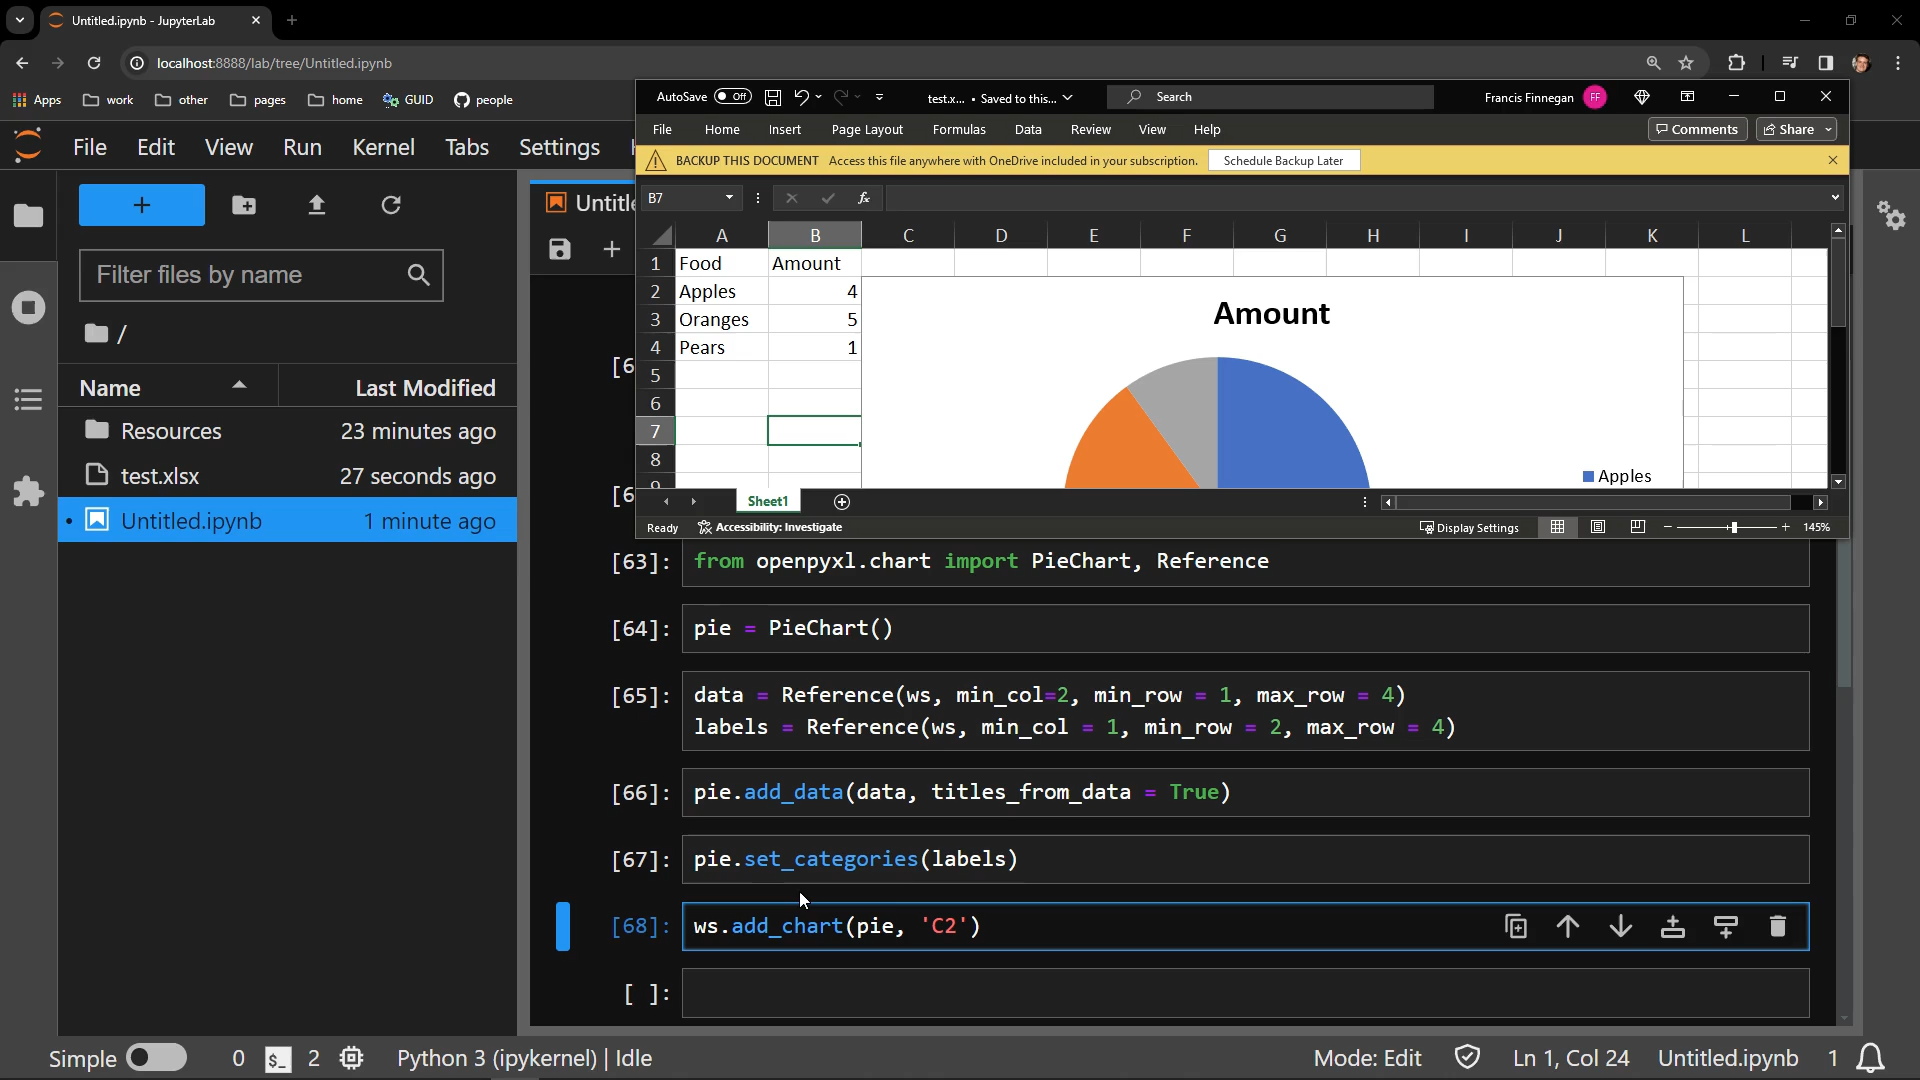 Untitled.ipynb - JupyterLab
localhost:8888/lab/tree/Untitled.ipynb
Apps work other pages home GUID people
File Edit View Run Kernel Tabs Settings
AutoSave Off test.x... • Saved to this... Search Francis Finnegan FF
File Home Insert Page Layout Formulas Data Review View Help Comments Share
BACKUP THIS DOCUMENT Access this file anywhere with OneDrive included in your subscription. Schedule Backup Later
B7 fx
A B C D E F G H I J K L
1 Food Amount
2 Apples 4
3 Oranges 5
4 Pears 1
5
6
7
8
9
Amount
Apples
Sheet1
Ready Accessibility: Investigate Display Settings 145%
Filter files by name
/
Name Last Modified
Resources 23 minutes ago
test.xlsx 27 seconds ago
Untitled.ipynb 1 minute ago
[63]: from openpyxl.chart import PieChart, Reference
[64]: pie = PieChart()
[65]: data = Reference(ws, min_col=2, min_row = 1, max_row = 4)
labels = Reference(ws, min_col = 1, min_row = 2, max_row = 4)
[66]: pie.add_data(data, titles_from_data = True)
[67]: pie.set_categories(labels)
[68]: ws.add_chart(pie, 'C2')
[ ]:
Simple 0 $_ 2 Python 3 (ipykernel) | Idle Mode: Edit Ln 1, Col 24 Untitled.ipynb 1